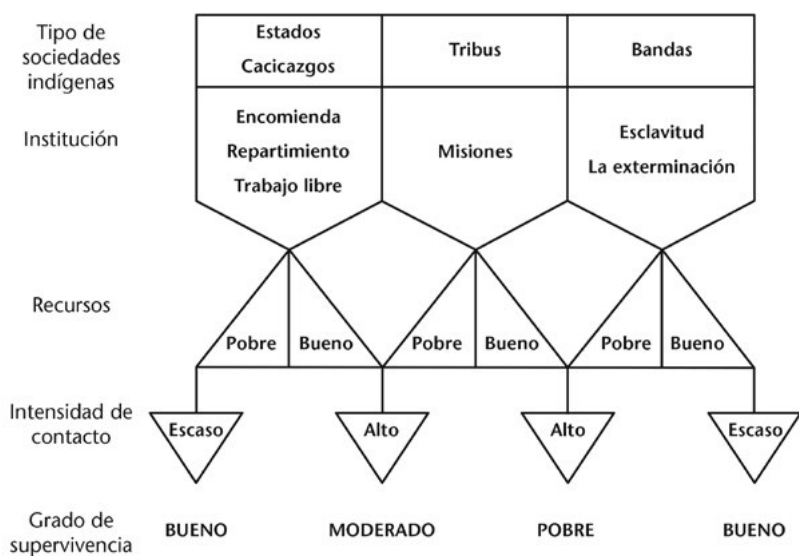 Tipo de
sociedades
indígenas
Estados
Cacicazgos
Tribus
Bandas
Institución
Encomienda
Repartimiento
Trabajo libre
Misiones
Esclavitud
La exterminación
Recursos
Pobre
Bueno
Pobre
Bueno
Pobre
Bueno
Intensidad de
contacto
Escaso
Alto
Alto
Escaso
Grado de
supervivencia
BUENO
MODERADO
POBRE
BUENO